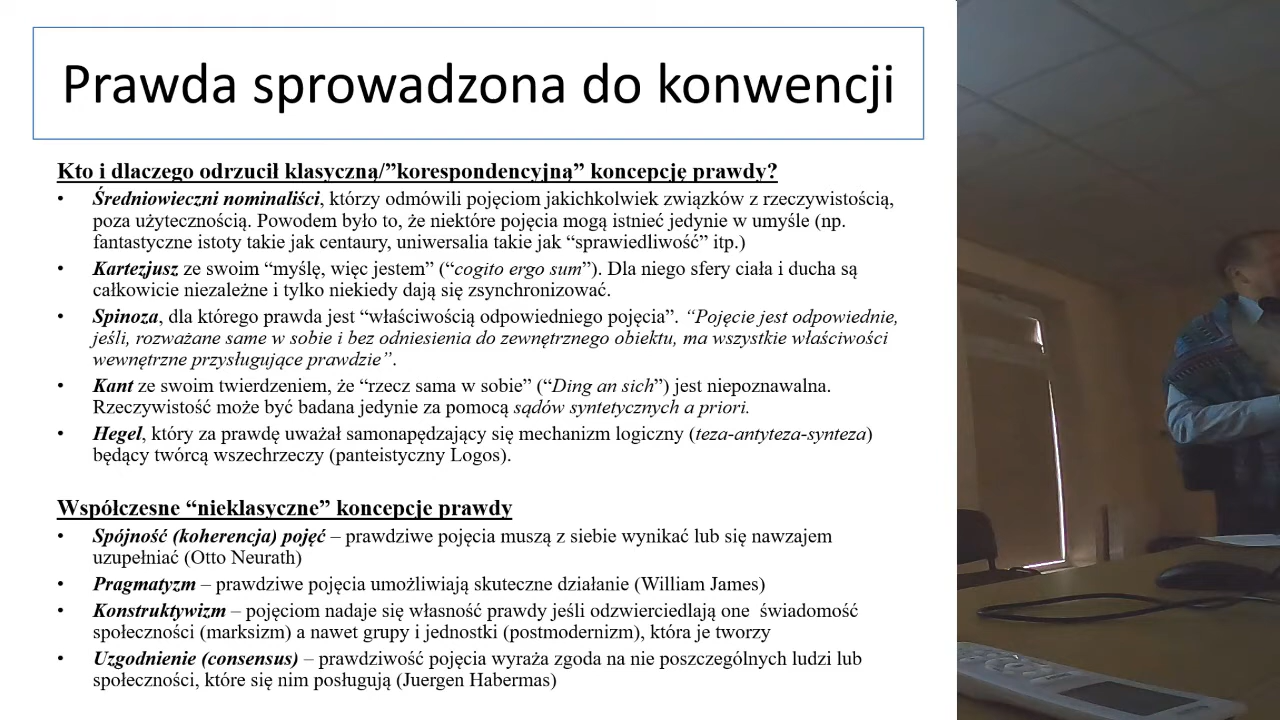 Prawda sprowadzona do konwencji
Kto i dlaczego odrzucił klasyczną/”korespondencyjną” koncepcję prawdy?
• Średniowieczni nominaliści, którzy odmówili pojęciom jakichkolwiek związków z rzeczywistością,
poza użytecznością. Powodem było to, że niektóre pojęcia mogą istnieć jedynie w umyśle (np.
fantastyczne istoty takie jak centaury, uniwersalia takie jak “sprawiedliwość” itp.)
• Kartezjusz ze swoim “myślę, więc jestem” (“cogito ergo sum”). Dla niego sfery ciała i ducha są
całkowicie niezależne i tylko niekiedy dają się zsynchronizować.
• Spinoza, dla którego prawda jest “właściwością odpowiedniego pojęcia”. “Pojęcie jest odpowiednie,
jeśli, rozważane same w sobie i bez odniesienia do zewnętrznego obiektu, ma wszystkie właściwości
wewnętrzne przysługujące prawdzie”.
• Kant ze swoim twierdzeniem, że “rzecz sama w sobie” (“Ding an sich”) jest niepoznawalna.
Rzeczywistość może być badana jedynie za pomocą sądów syntetycznych a priori.
• Hegel, który za prawdę uważał samonapędzający się mechanizm logiczny (teza-antyteza-synteza)
będący twórcą wszechrzeczy (panteistyczny Logos).
Współczesne “nieklasyczne” koncepcje prawdy
• Spójność (koherencja) pojęć – prawdziwe pojęcia muszą z siebie wynikać lub się nawzajem
uzupełniać (Otto Neurath)
• Pragmatyzm – prawdziwe pojęcia umożliwiają skuteczne działanie (William James)
• Konstruktywizm – pojęciom nadaje się własność prawdy jeśli odzwierciedlają one świadomość
społeczności (marksizm) a nawet grupy i jednostki (postmodernizm), która je tworzy
• Uzgodnienie (consensus) – prawdziwość pojęcia wyraża zgoda na nie poszczególnych ludzi lub
społeczności, które się nim posługują (Juergen Habermas)